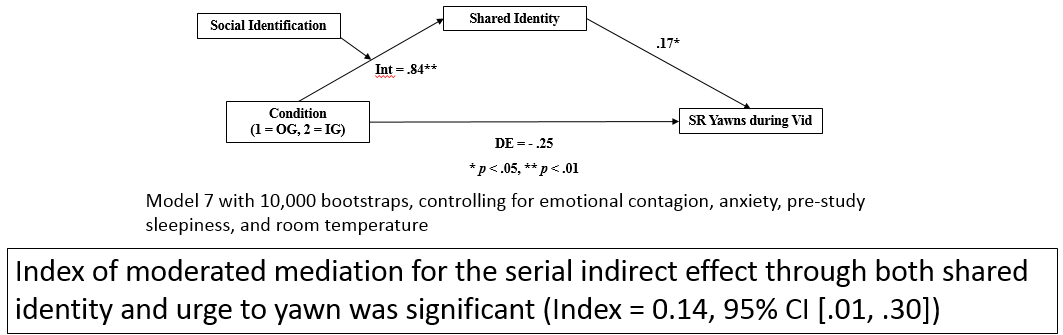 Social Identification
Shared Identity
.17*
Int = .84**
Condition
(1 = OG, 2 = IG)
SR Yawns during Vid
DE = - .25
* p < .05, ** p < .01
Model 7 with 10,000 bootstraps, controlling for emotional contagion, anxiety, pre-study
sleepiness, and room temperature
Index of moderated mediation for the serial indirect effect through both shared
identity and urge to yawn was significant (Index = 0.14, 95% CI [.01, .30])